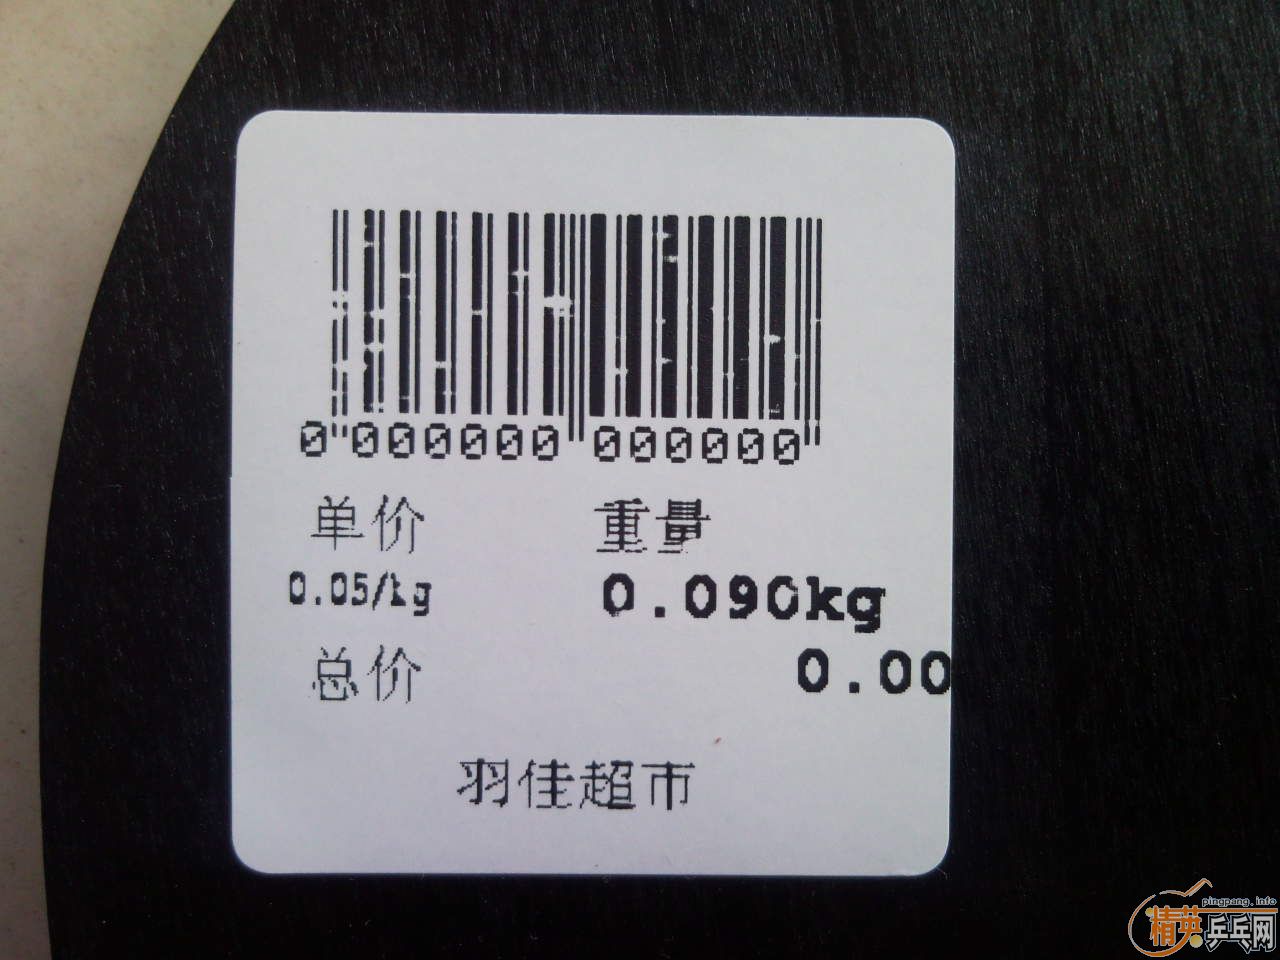 0 000000 000000
单价 重量
0.05/kg 0.090kg
总价 0.00
羽佳超市
pingpang.info
精英乒乓网